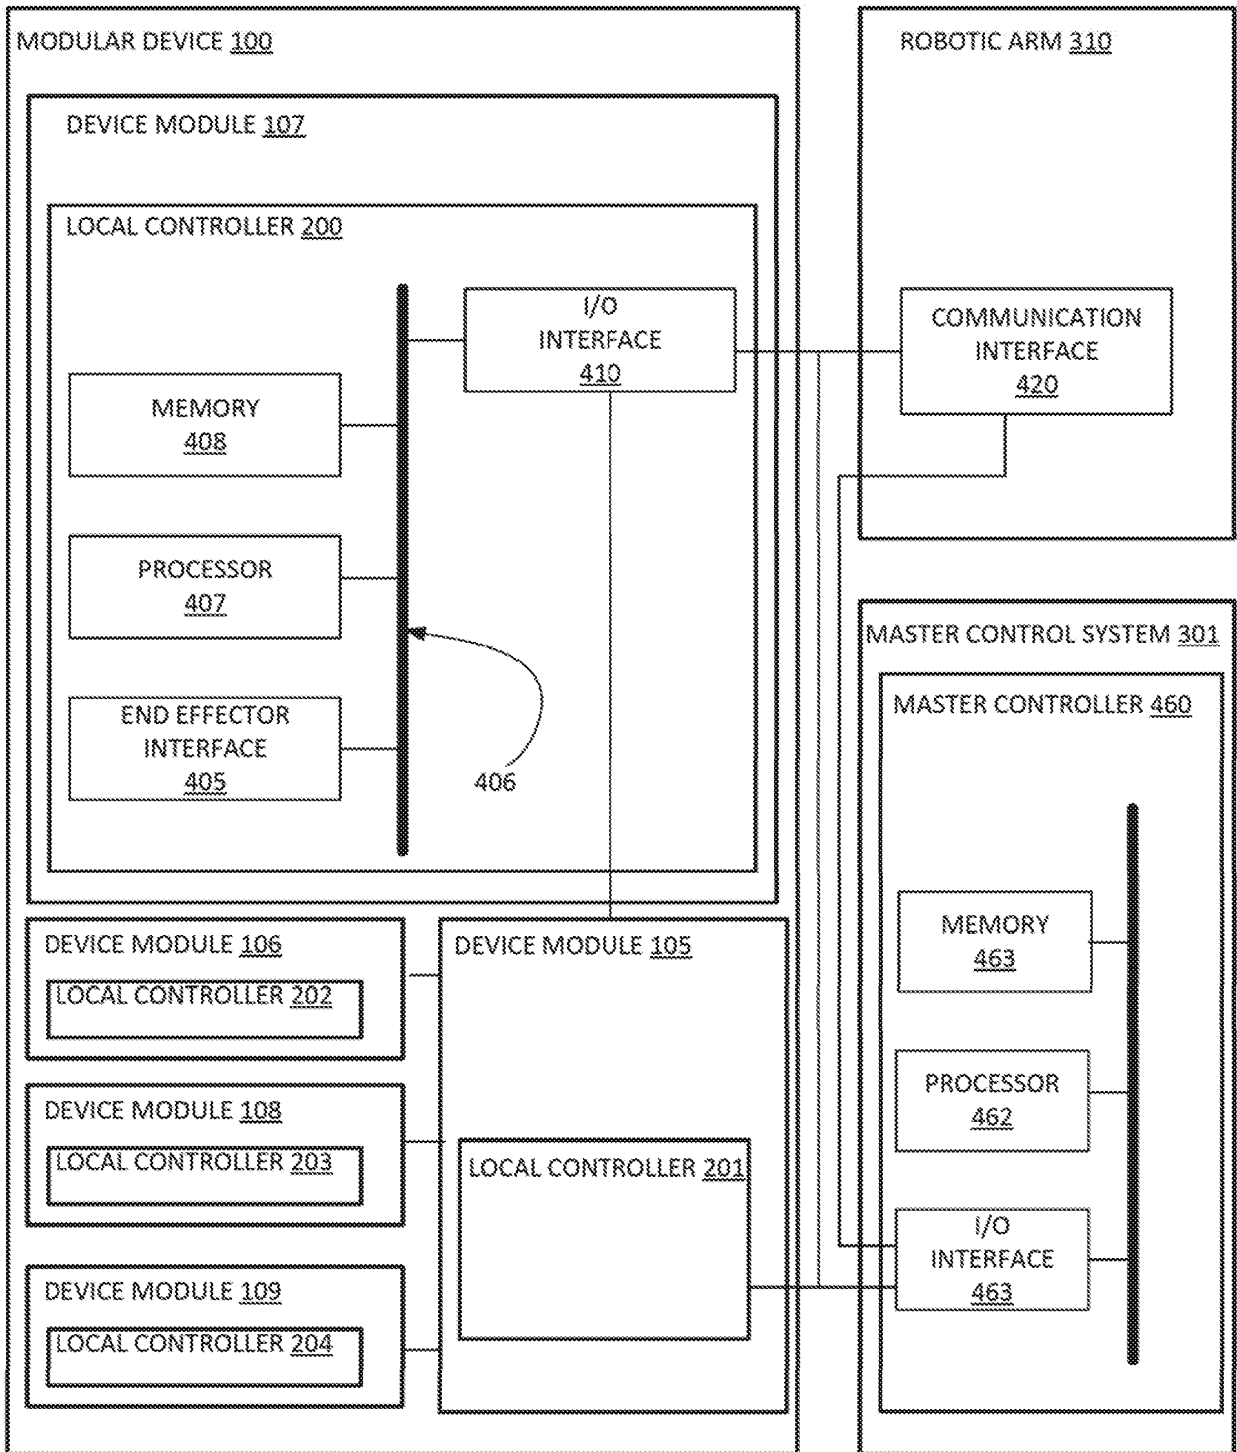 MODULAR DEVICE 100
DEVICE MODULE 107
LOCAL CONTROLLER 200
I/O
INTERFACE
410
MEMORY
408
PROCESSOR
407
END EFFECTOR
INTERFACE
405
406
DEVICE MODULE 106
LOCAL CONTROLLER 202
DEVICE MODULE 108
LOCAL CONTROLLER 203
DEVICE MODULE 109
LOCAL CONTROLLER 204
DEVICE MODULE 105
LOCAL CONTROLLER 201
ROBOTIC ARM 310
COMMUNICATION
INTERFACE
420
MASTER CONTROL SYSTEM 301
MASTER CONTROLLER 460
MEMORY
463
PROCESSOR
462
I/O
INTERFACE
463